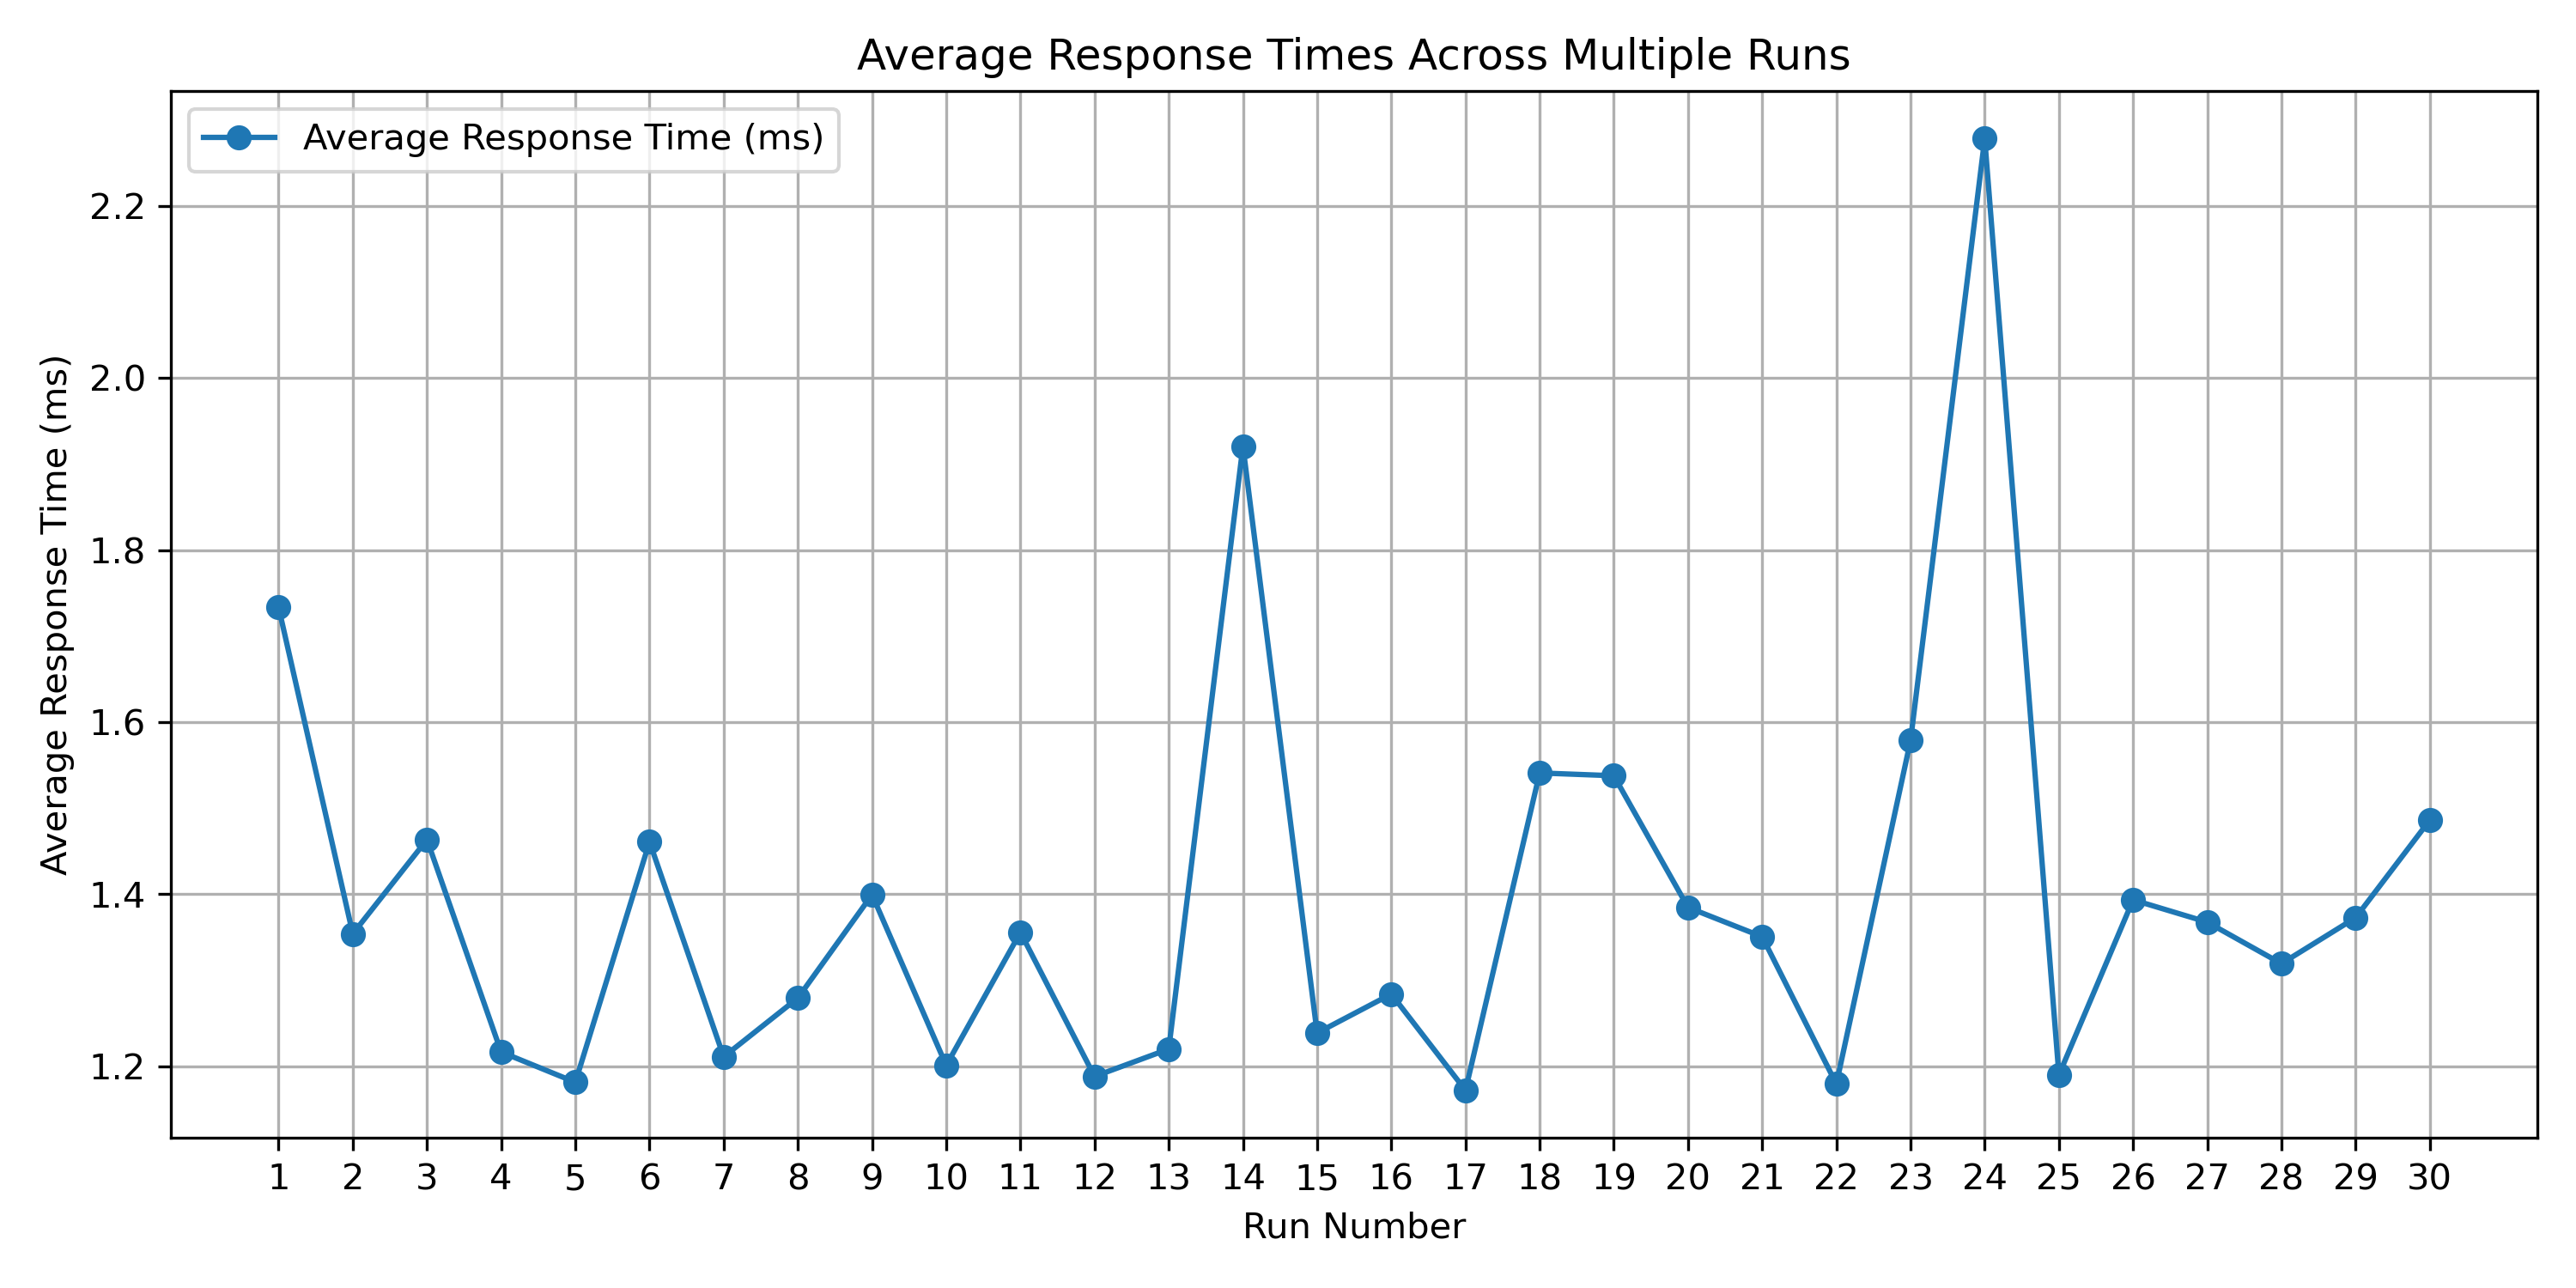 Average Response Times Across Multiple Runs
Average Response Time (ms)
Average Response Time (ms)
2.2
2.0
1.8
1.6
1.4
1.2
1 2 3 4 5 6 7 8 9 10 11 12 13 14 15 16 17 18 19 20 21 22 23 24 25 26 27 28 29 30
Run Number